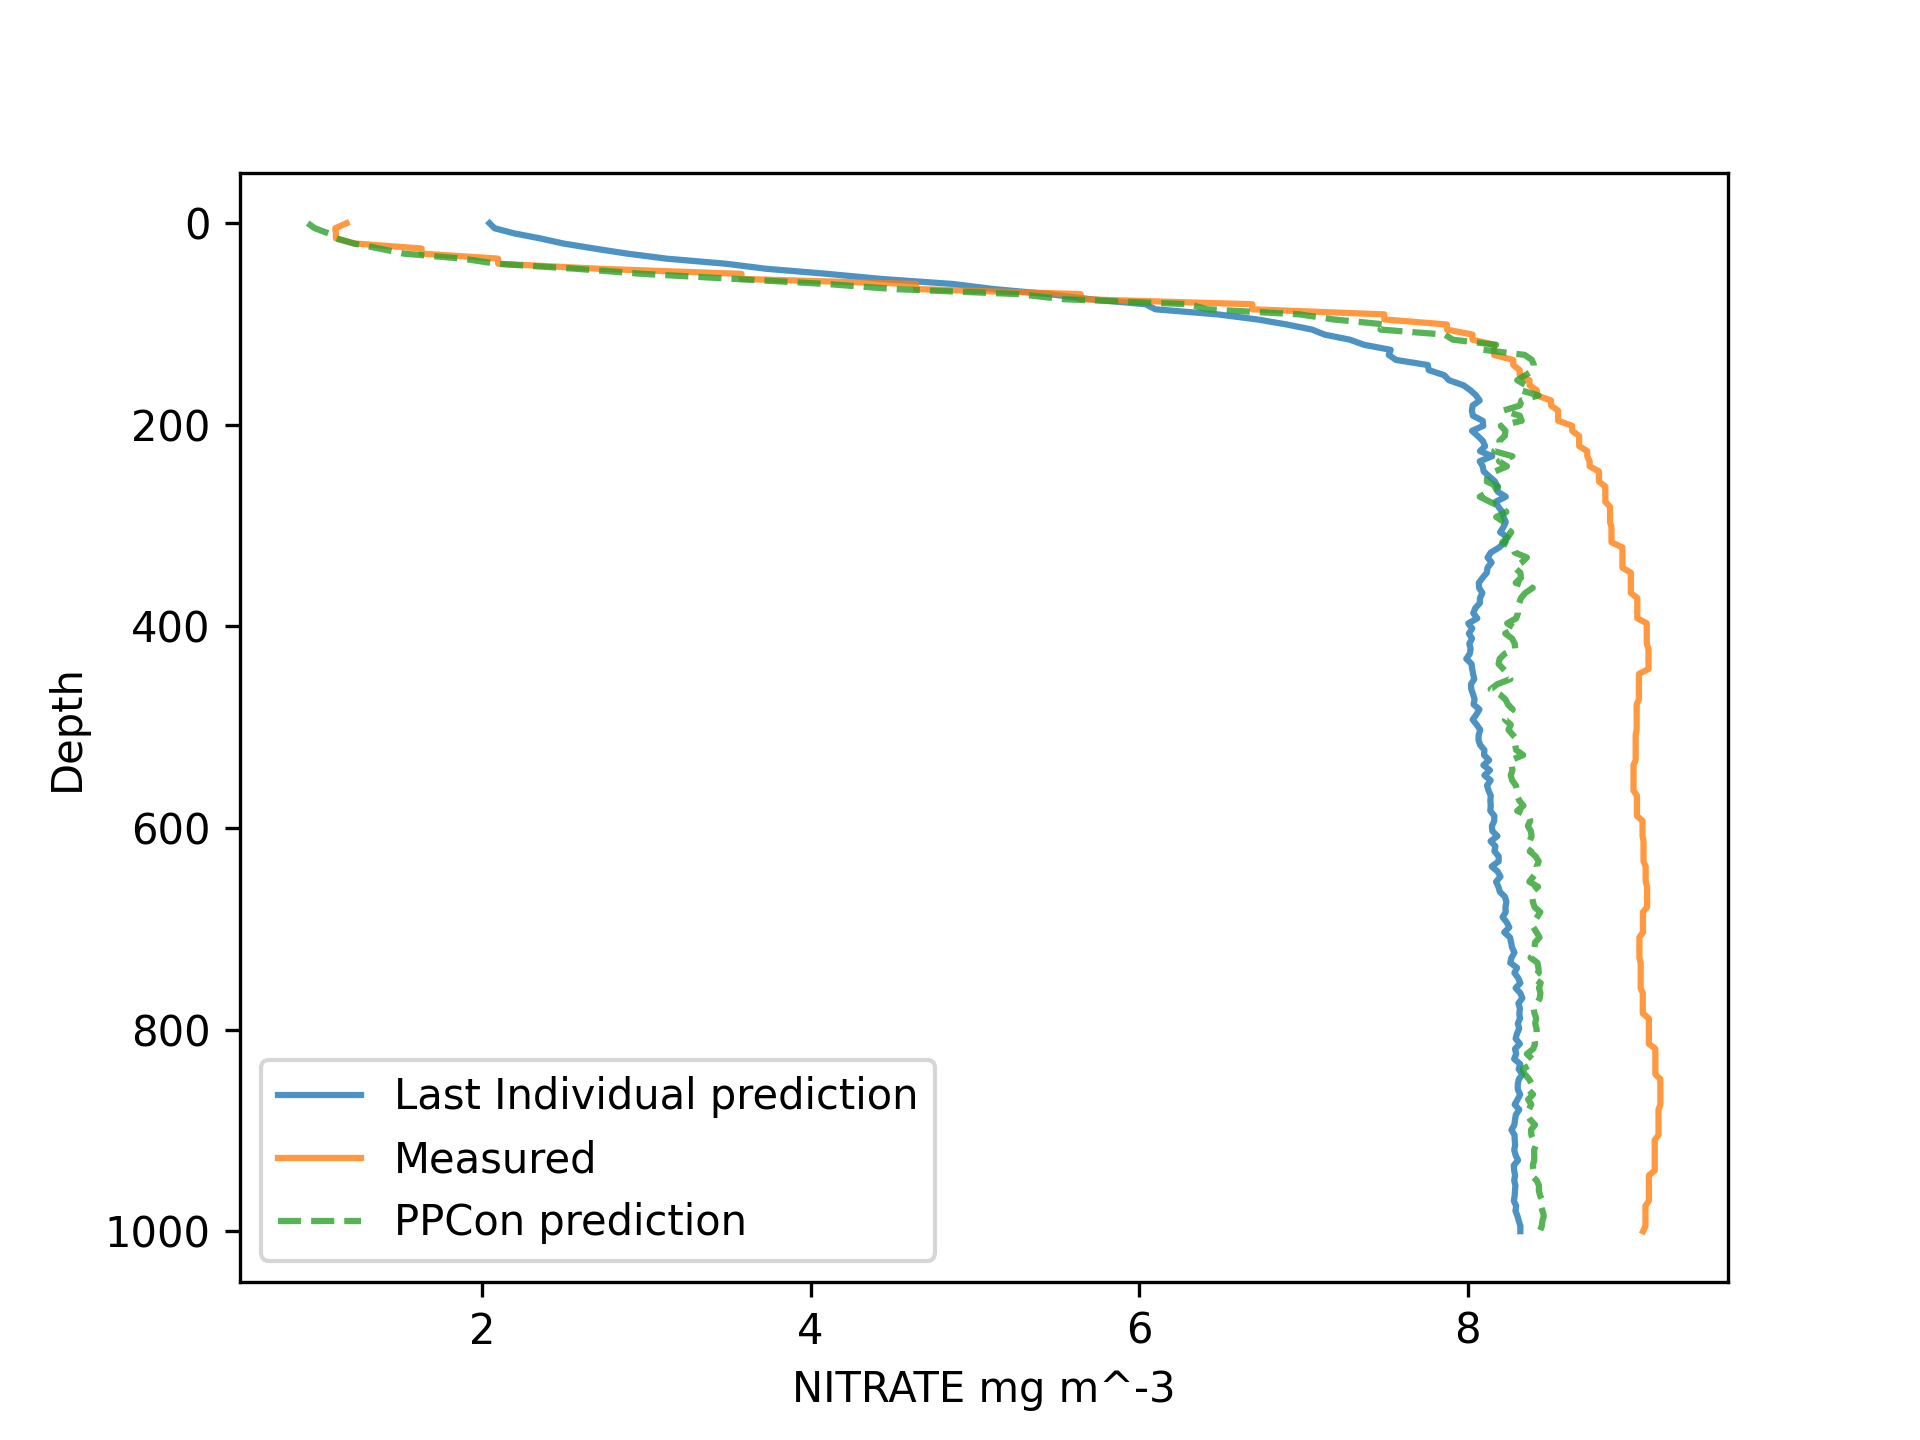 0
200
400
600
800
1000
Depth
2 4 6 8
NITRATE mg m^-3
Last Individual prediction
Measured
PPCon prediction